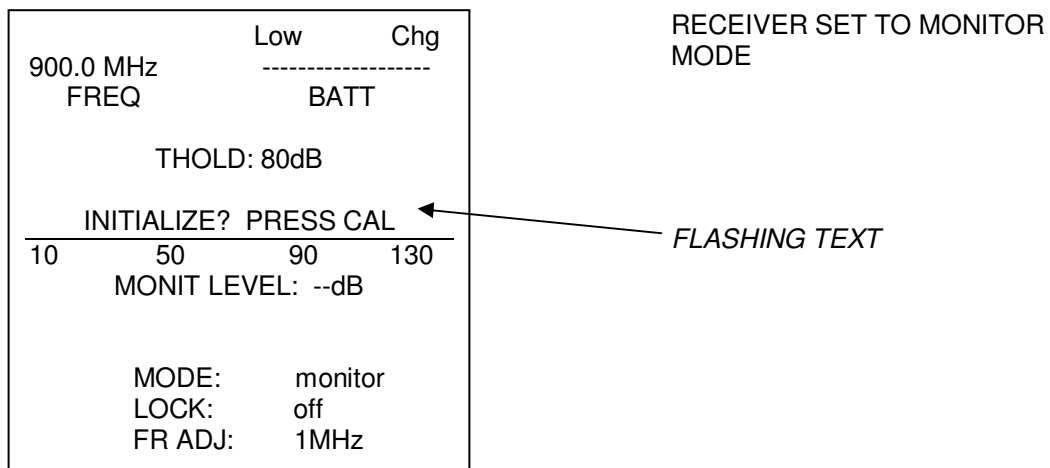 Low Chg
900.0 MHz -------------------
FREQ BATT
THOLD: 80dB
INITIALIZE? PRESS CAL
10 50 90 130
MONIT LEVEL: --dB
MODE: monitor
LOCK: off
FR ADJ: 1MHz
RECEIVER SET TO MONITOR
MODE
FLASHING TEXT